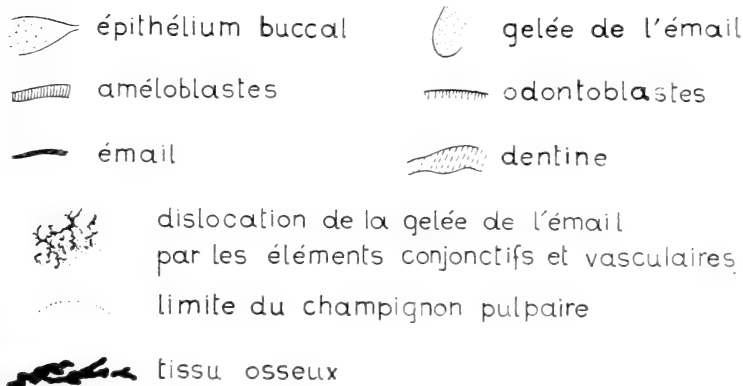 épithélium buccal
gelée de l'émail
améloblastes
odontoblastes
émail
dentine
dislocation de la gelée de l'émail
par les éléments conjonctifs et vasculaires
limite du champignon pulpaire
tissu osseux